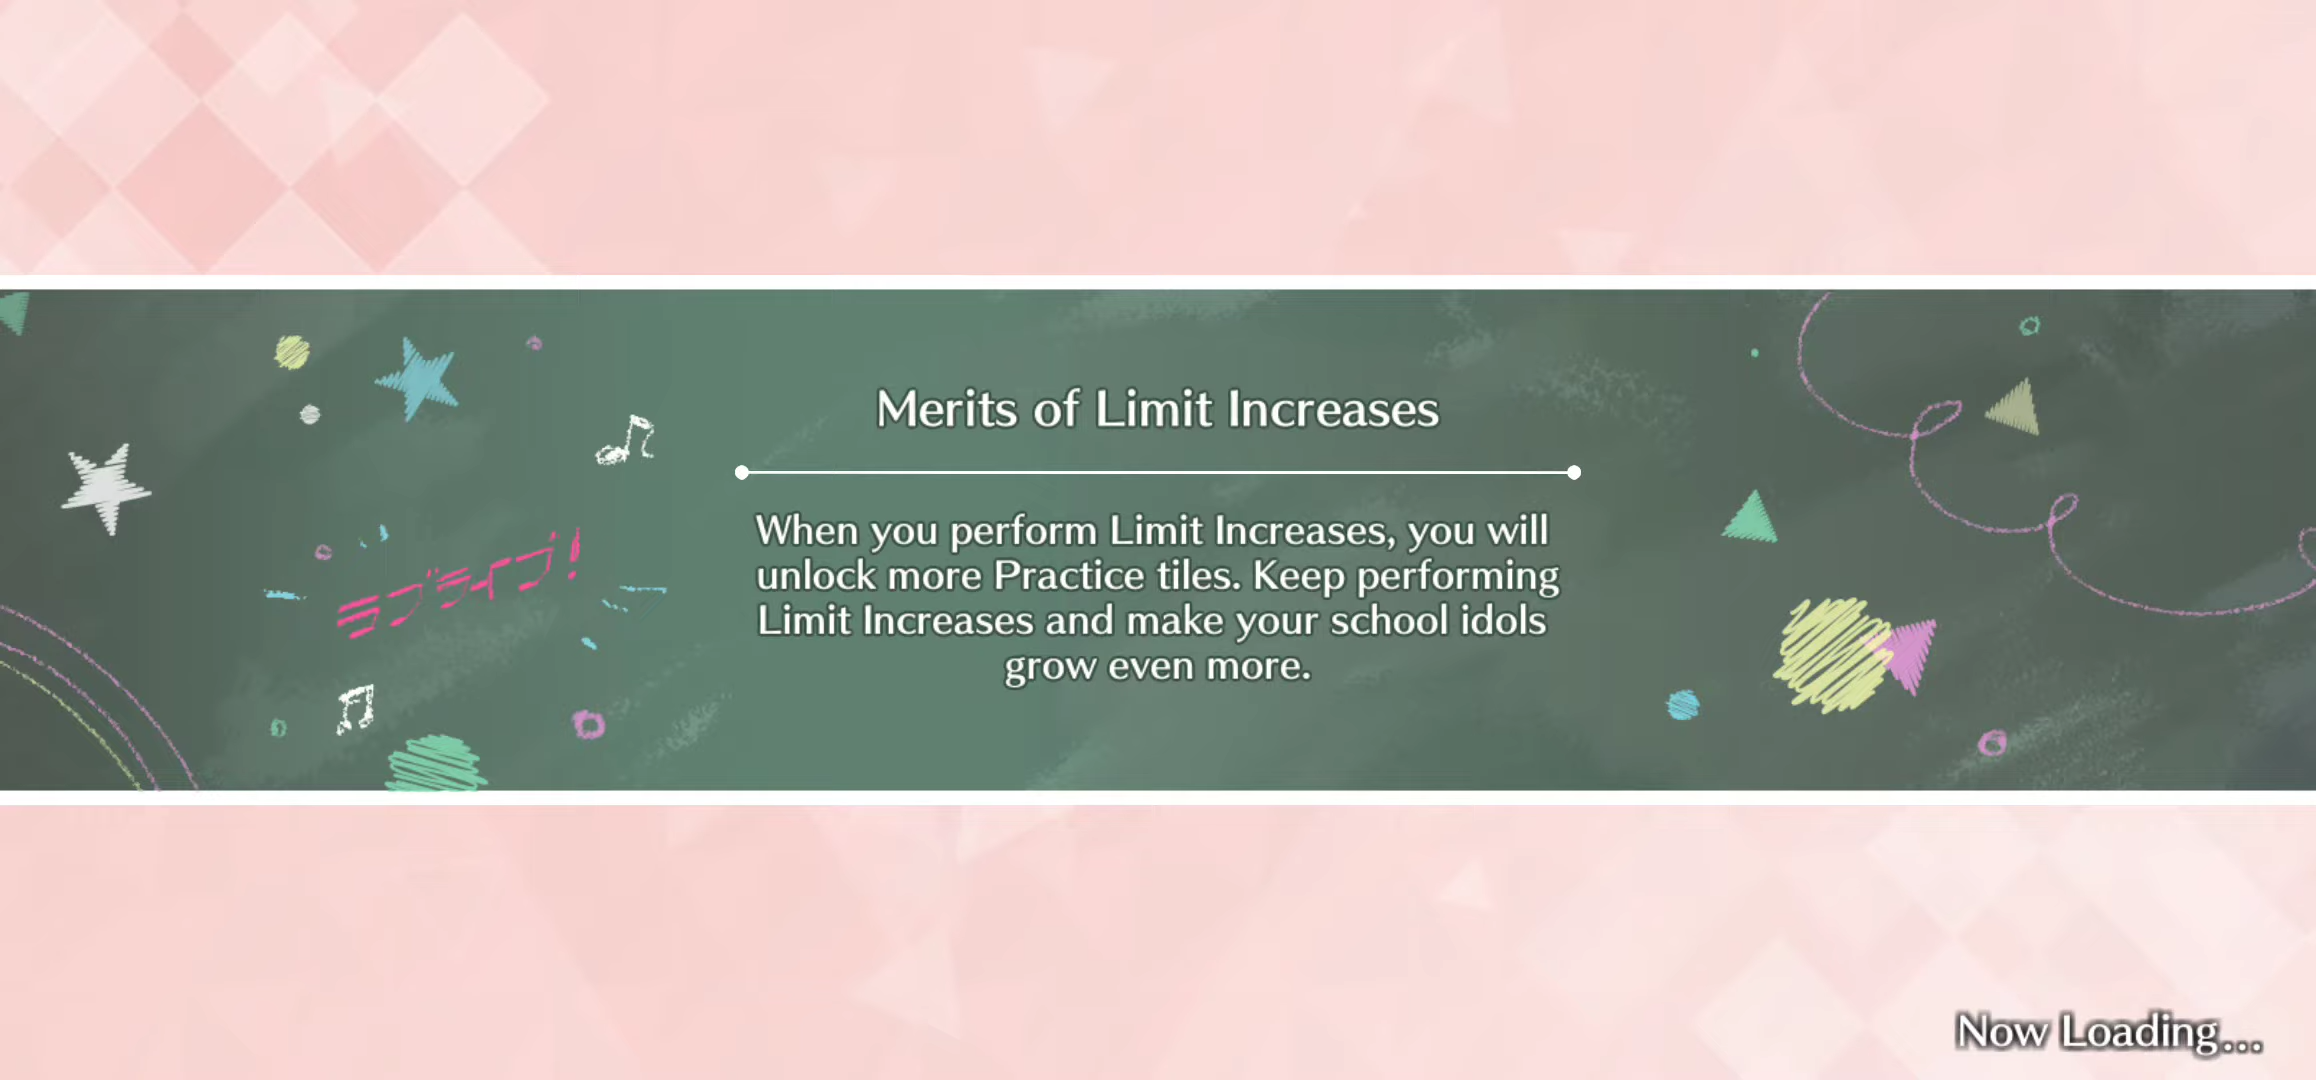 Merits of Limit Increases
When you perform Limit Increases, you will
unlock more Practice tiles. Keep performing
Limit Increases and make your school idols
grow even more.
ラブライブ!
Now Loading...